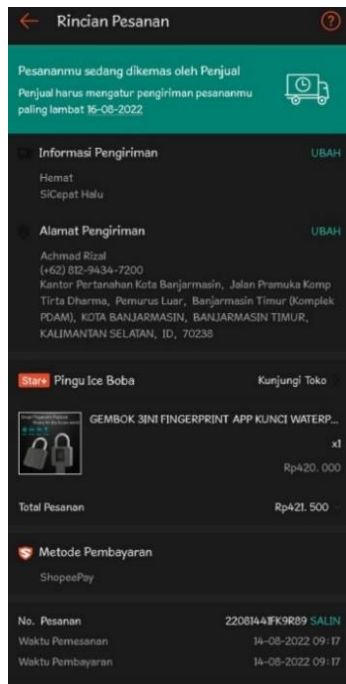 Rincian Pesanan
?
Pesananmu sedang dikemas oleh Penjual
Penjual harus mengatur pengiriman pesananmu
paling lambat 16-08-2022
Informasi Pengiriman UBAH
Hemat
SiCepat Halu
Alamat Pengiriman UBAH
Achmad Rizal
(+62) 812-9434-7200
Kantor Pertanahan Kota Banjarmasin, Jalan Pramuka Komp
Tirta Dharma, Pemurus Luar, Banjarmasin Timur (Komplek
PDAM), KOTA BANJARMASIN, BANJARMASIN TIMUR,
KALIMANTAN SELATAN, ID, 70238
Star+ Pingu Ice Boba Kunjungi Toko
GEMBOK 3IN1 FINGERPRINT APP KUNCI WATERP...
x1
Rp420.000
Total Pesanan Rp421.500
Metode Pembayaran
ShopeePay
No. Pesanan 22081441FK9R89 SALIN
Waktu Pemesanan 14-08-2022 09:17
Waktu Pembayaran 14-08-2022 09:17